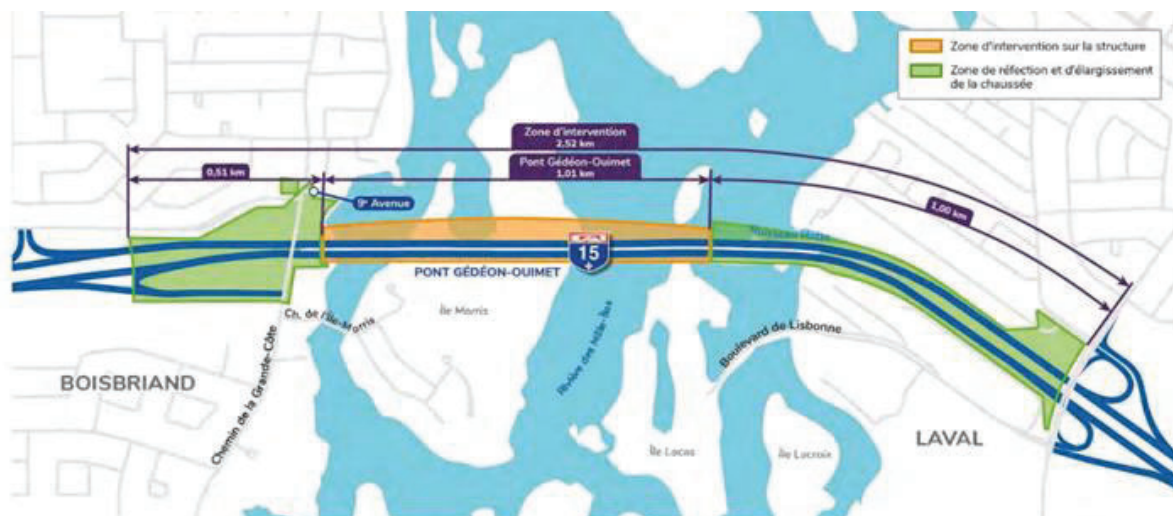 Zone d'intervention sur la structure
Zone de réfection et d'élargissement
de la chaussée
Zone d'intervention
2,52 km
0,51 km
Pont Gédéon-Ouimet
1,01 km
1,00 km
9e Avenue
15
PONT GÉDÉON-OUIMET
Ch. de l'Île-Morris
Île Morris
Rivière des Mille-Îles
Boulevard de Lisbonne
Chemin de la Grande-Côte
BOISBRIAND
LAVAL
Île Locas
Île Lacroix